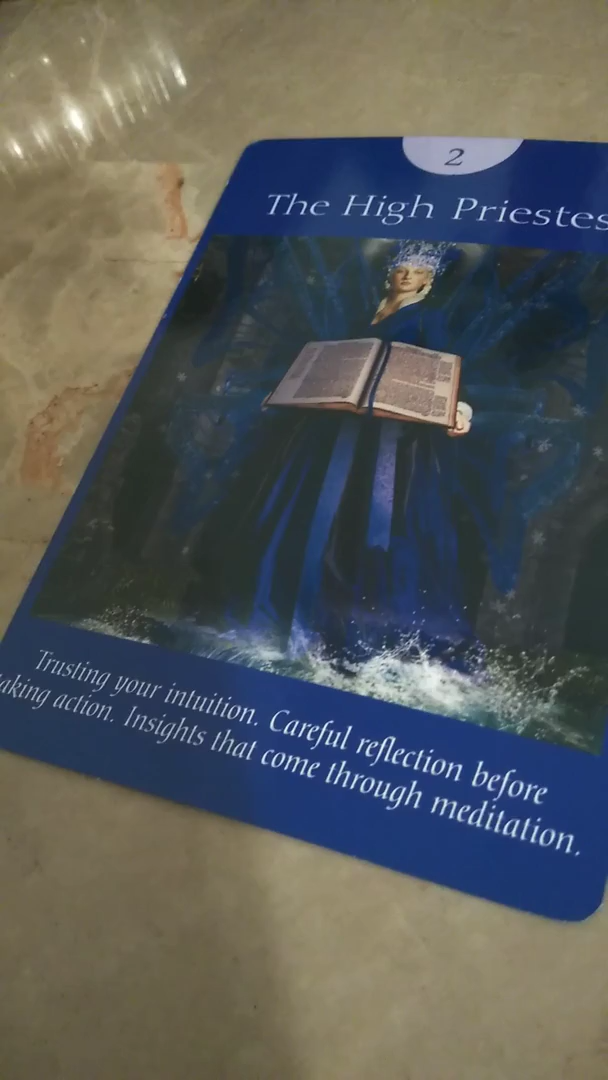 2
The High Priestes
Trusting your intuition. Careful reflection before
aking action. Insights that come through meditation.